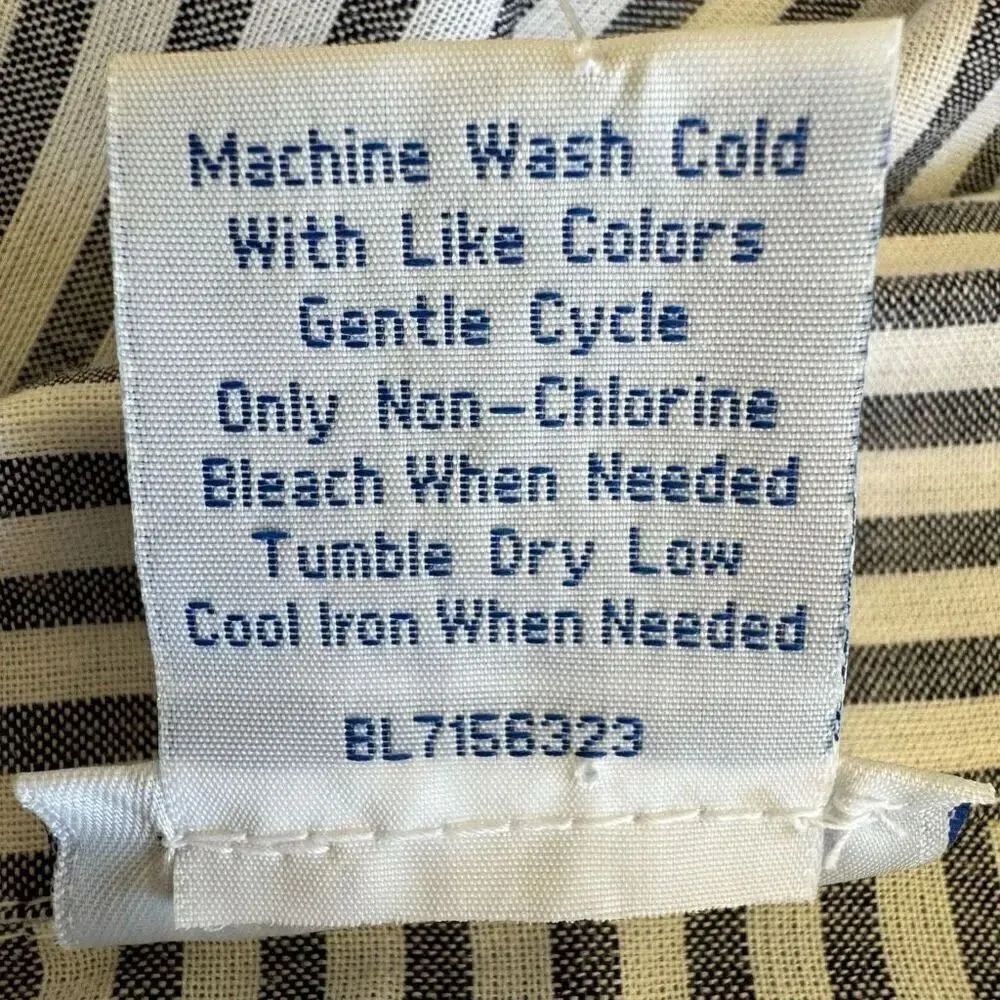 Machine Wash Cold
With Like Colors
Gentle Cycle
Only Non-Chlorine
Bleach When Needed
Tumble Dry Low
Cool Iron When Needed
BL7156323